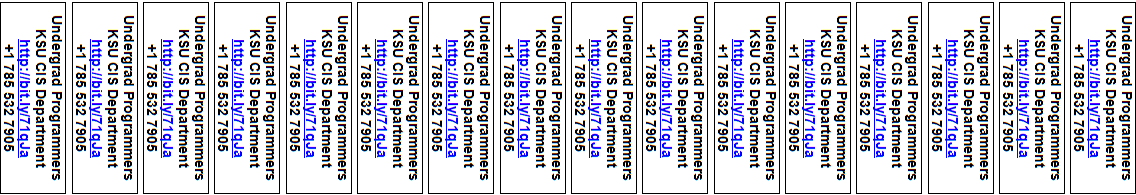 Undergrad Programmers
KSU CIS Department
http://bit.ly/71qJa
+1 785 532 7905
Undergrad Programmers
KSU CIS Department
http://bit.ly/71qJa
+1 785 532 7905
Undergrad Programmers
KSU CIS Department
http://bit.ly/71qJa
+1 785 532 7905
Undergrad Programmers
KSU CIS Department
http://bit.ly/71qJa
+1 785 532 7905
Undergrad Programmers
KSU CIS Department
http://bit.ly/71qJa
+1 785 532 7905
Undergrad Programmers
KSU CIS Department
http://bit.ly/71qJa
+1 785 532 7905
Undergrad Programmers
KSU CIS Department
http://bit.ly/71qJa
+1 785 532 7905
Undergrad Programmers
KSU CIS Department
http://bit.ly/71qJa
+1 785 532 7905
Undergrad Programmers
KSU CIS Department
http://bit.ly/71qJa
+1 785 532 7905
Undergrad Programmers
KSU CIS Department
http://bit.ly/71qJa
+1 785 532 7905
Undergrad Programmers
KSU CIS Department
http://bit.ly/71qJa
+1 785 532 7905
Undergrad Programmers
KSU CIS Department
http://bit.ly/71qJa
+1 785 532 7905
Undergrad Programmers
KSU CIS Department
http://bit.ly/71qJa
+1 785 532 7905
Undergrad Programmers
KSU CIS Department
http://bit.ly/71qJa
+1 785 532 7905
Undergrad Programmers
KSU CIS Department
http://bit.ly/71qJa
+1 785 532 7905
Undergrad Programmers
KSU CIS Department
http://bit.ly/71qJa
+1 785 532 7905